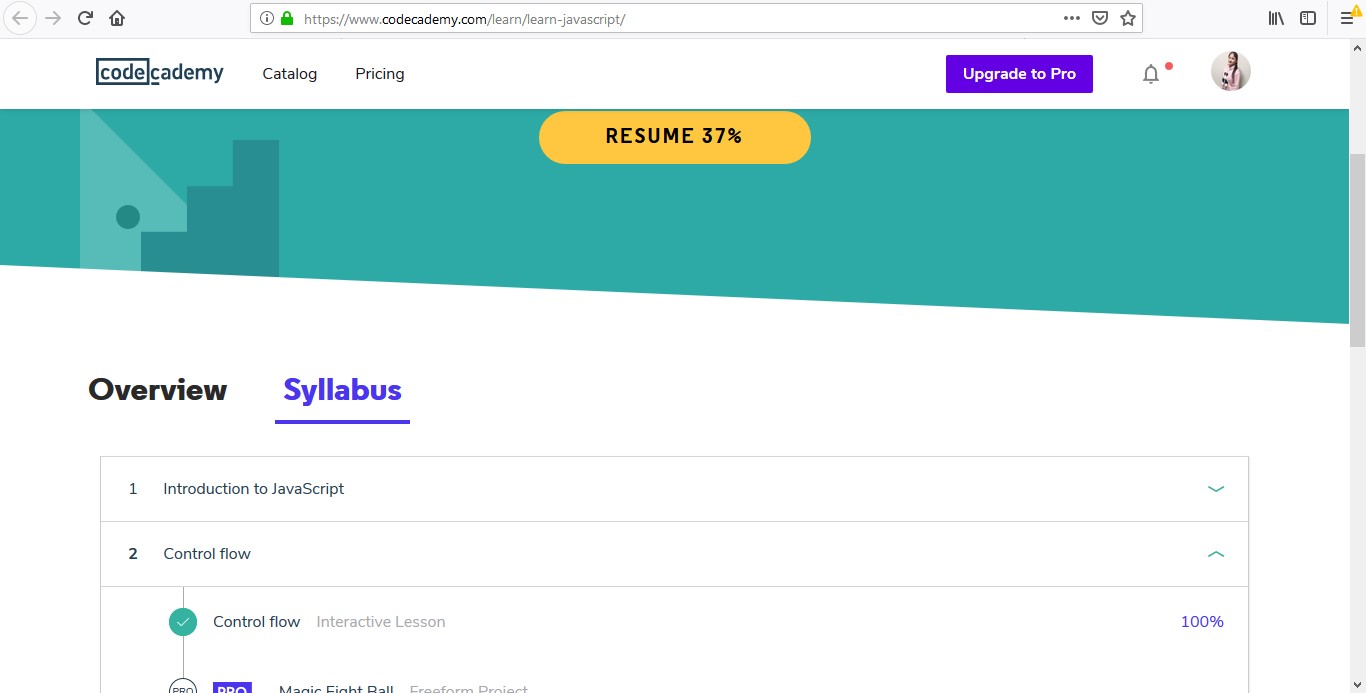 https://www.codecademy.com/learn/learn-javascript/
codecademy Catalog Pricing Upgrade to Pro
RESUME 37%
Overview Syllabus
1 Introduction to JavaScript
2 Control flow
Control flow Interactive Lesson 100%
PRO PRO Magic Eight Ball Freeform Project